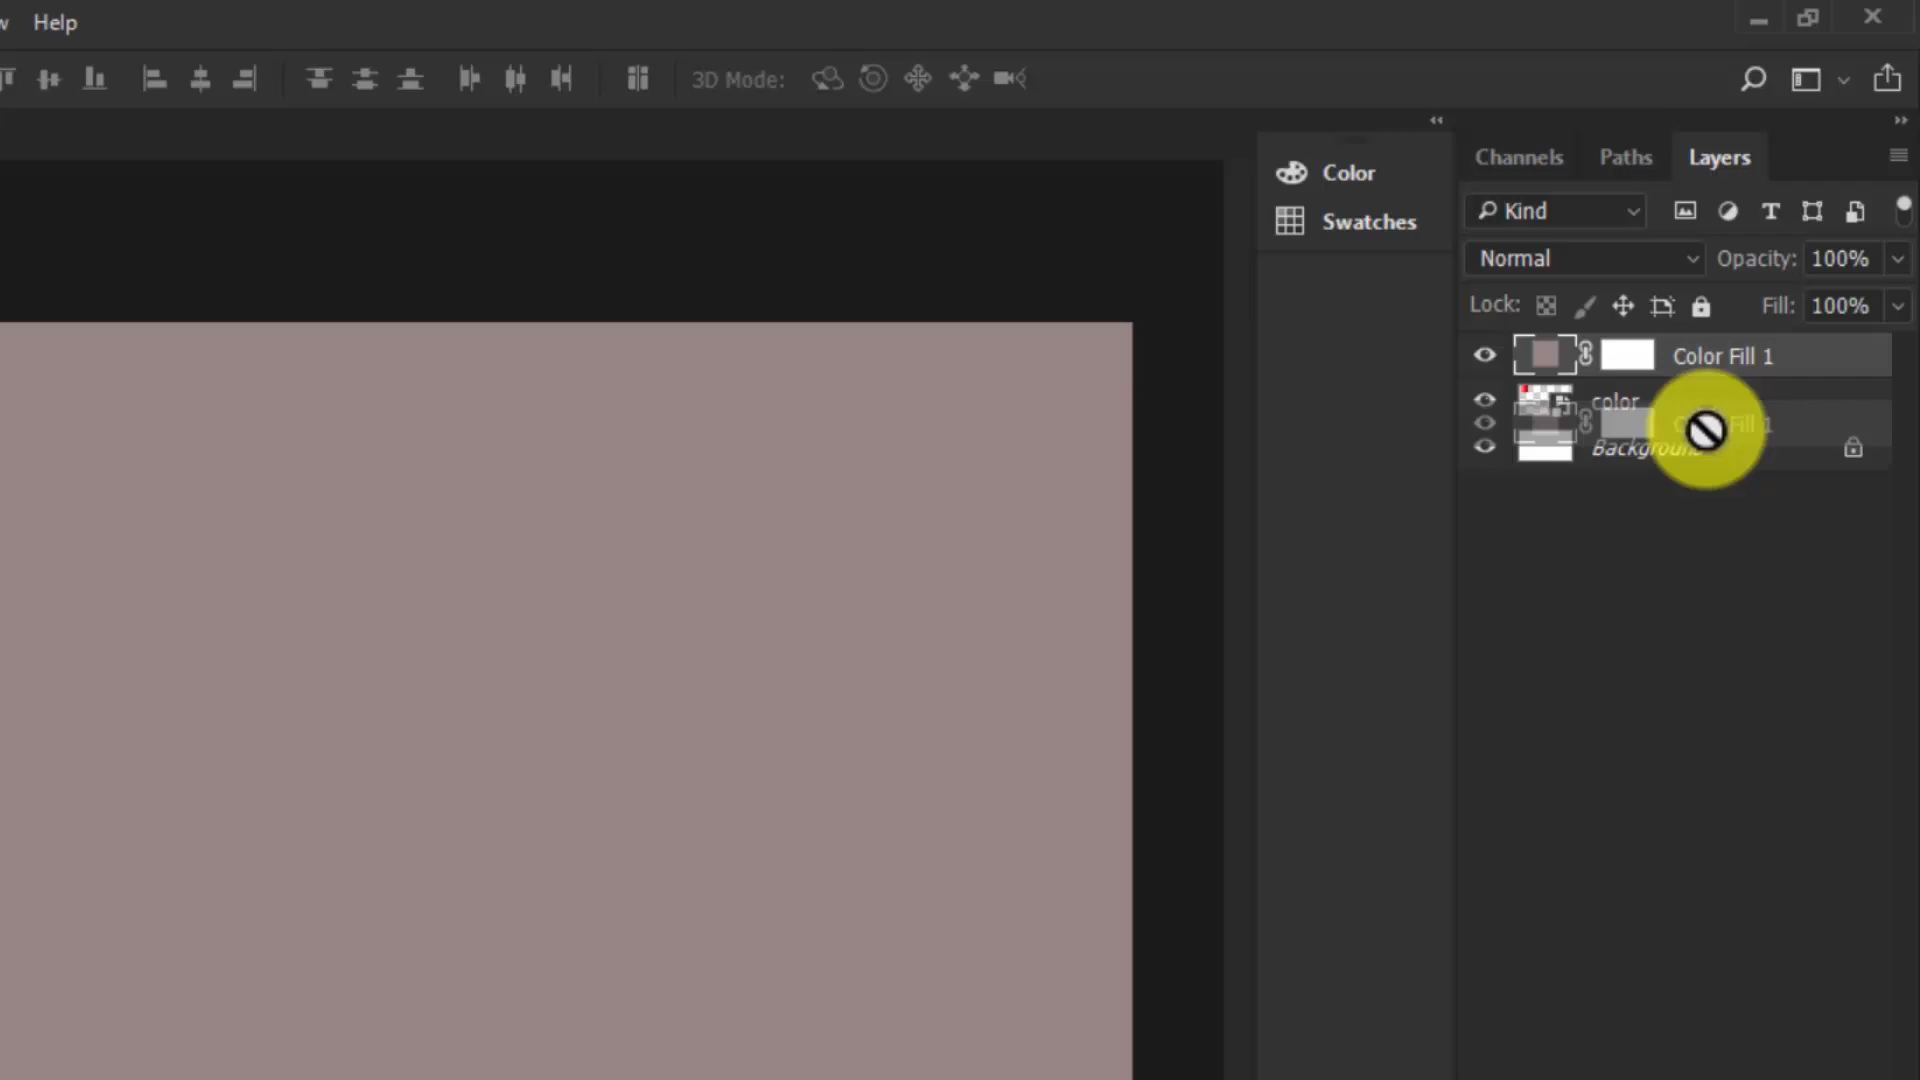 Help
3D Mode:
Color
Swatches
Channels Paths Layers
Kind
Normal Opacity: 100%
Lock: Fill: 100%
Color Fill 1
color
Background